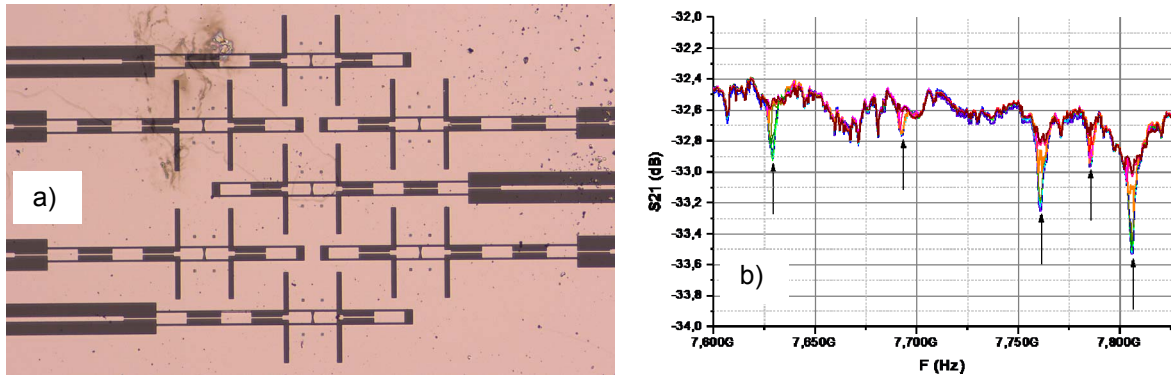 a)
-32,0
-32,2
-32,4
-32,6
-32,8
-33,0
-33,2
-33,4
-33,6
-33,8
-34,0
S21 (dB)
b)
7,600G 7,650G 7,700G 7,750G 7,800G
F (Hz)